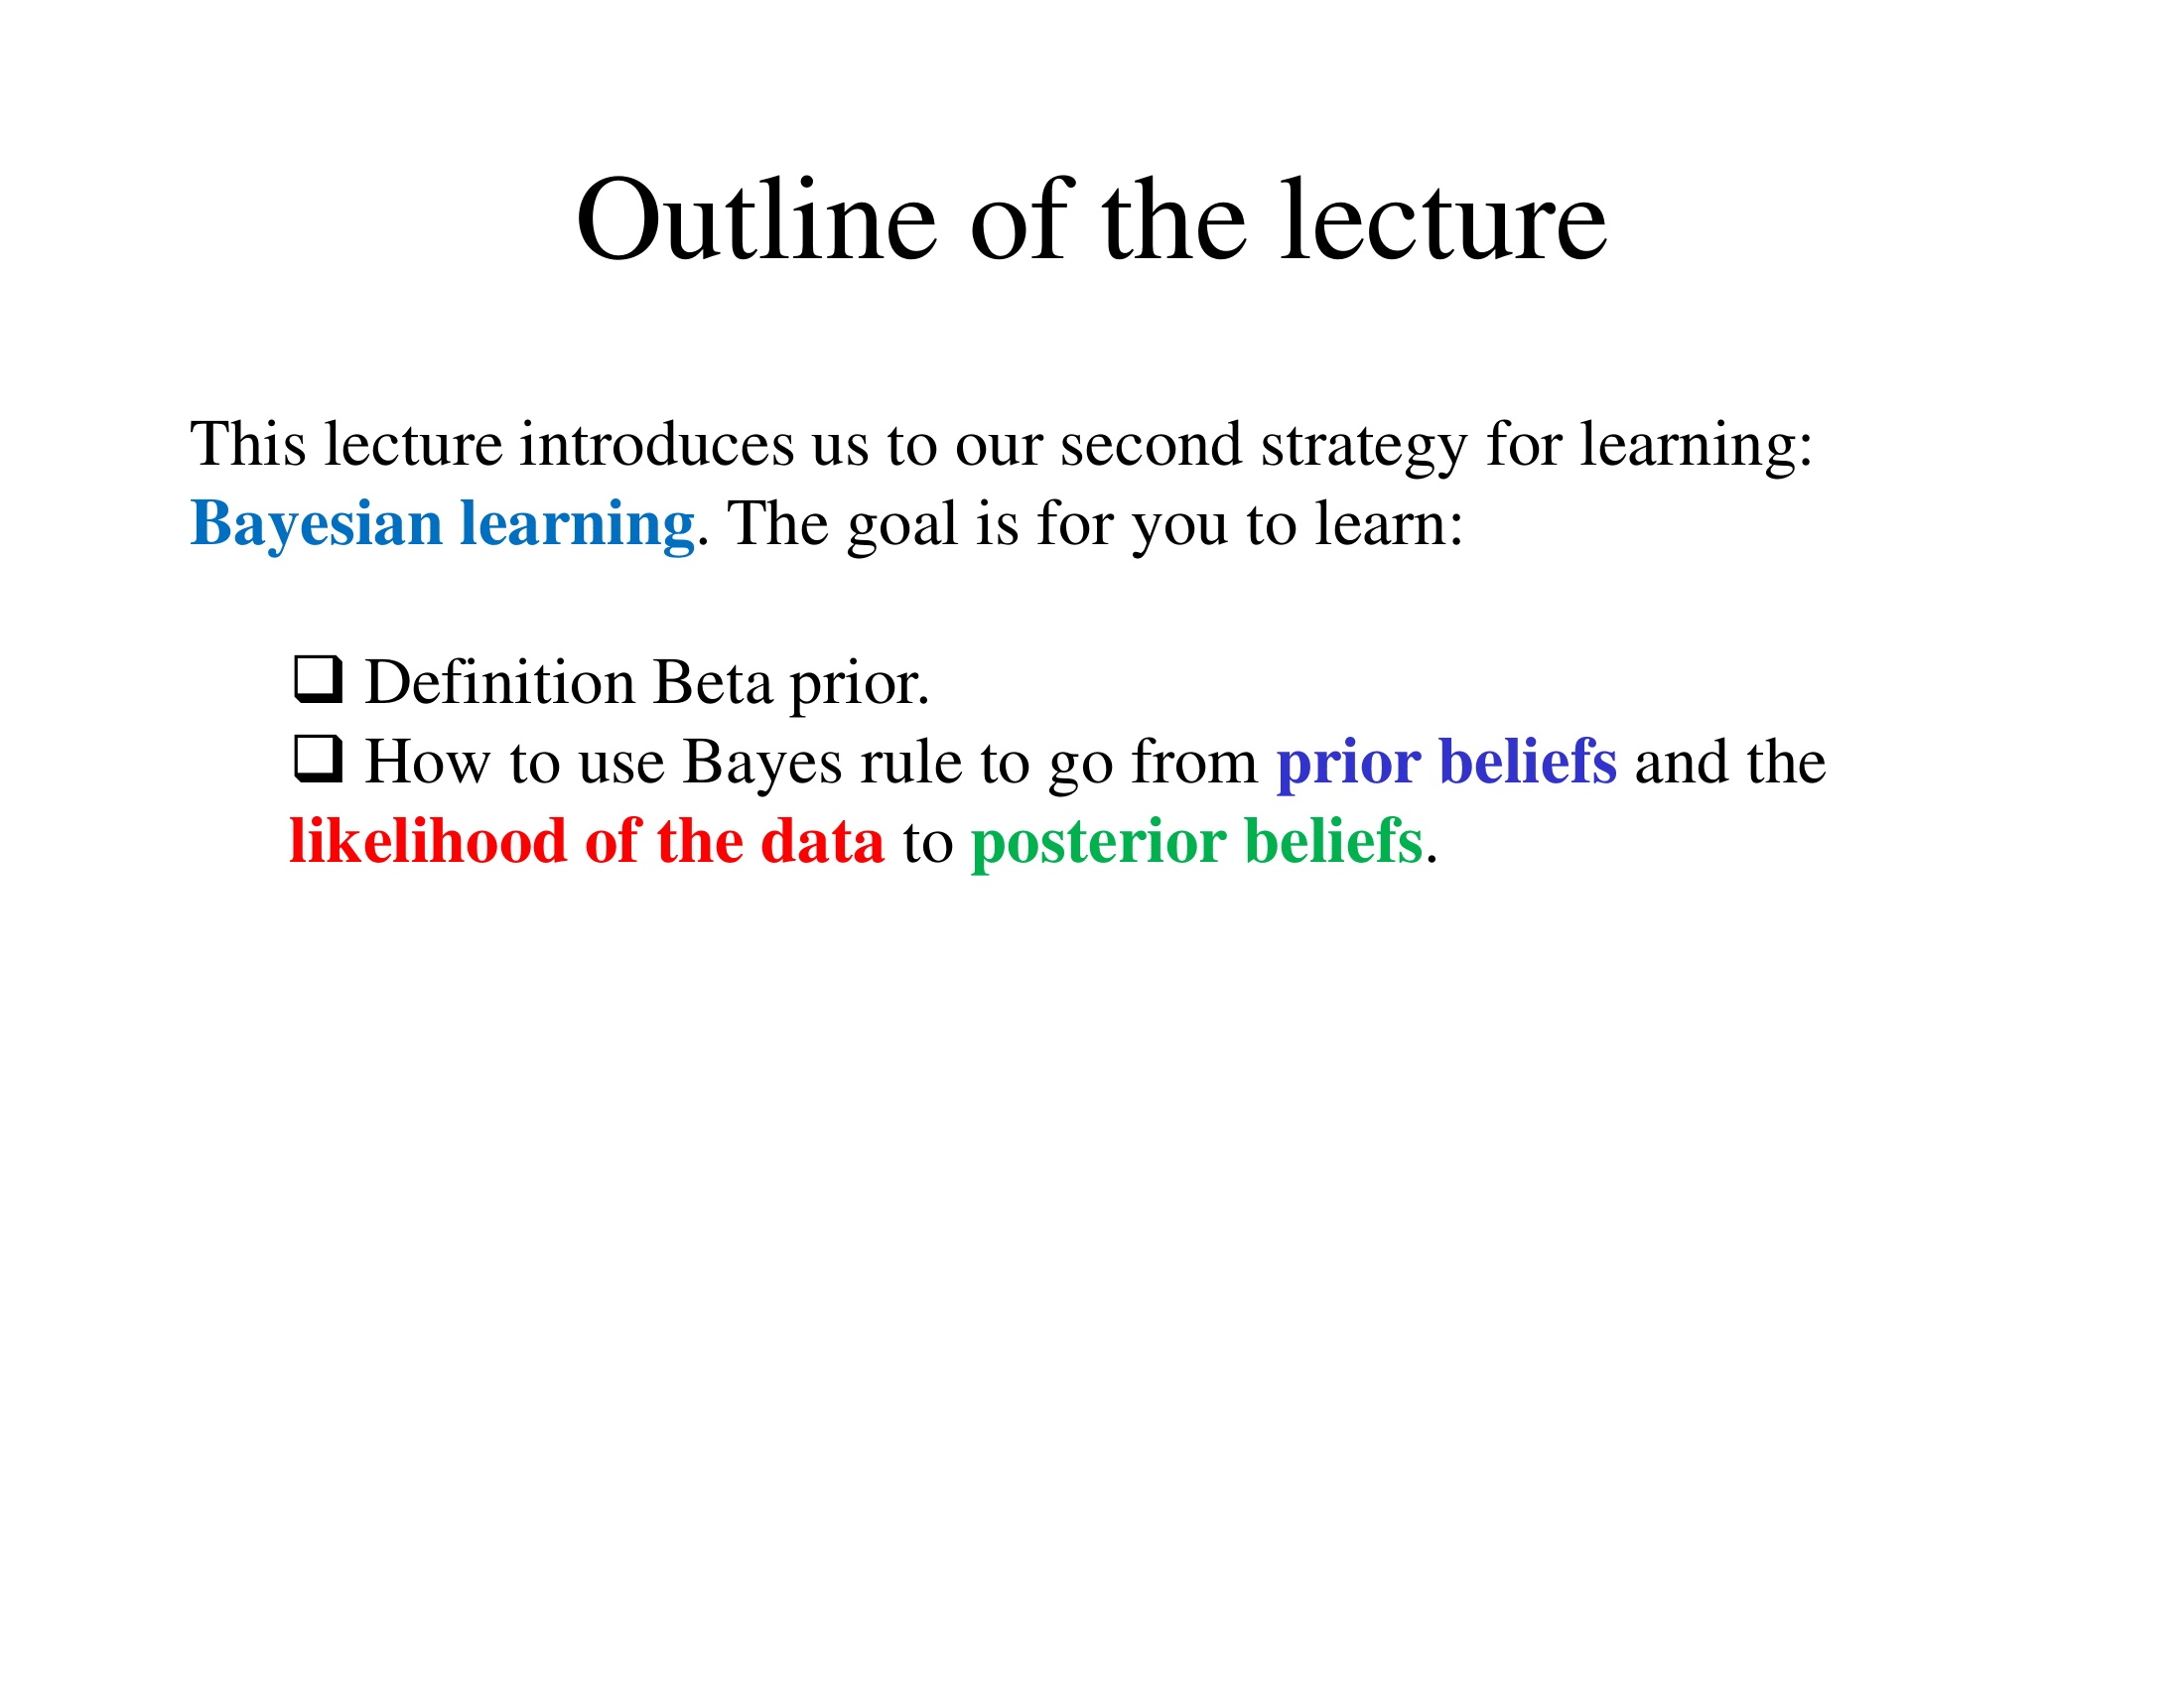 Outline of the lecture
This lecture introduces us to our second strategy for learning:
Bayesian learning. The goal is for you to learn:
❑ Definition Beta prior.
❑ How to use Bayes rule to go from prior beliefs and the
likelihood of the data to posterior beliefs.